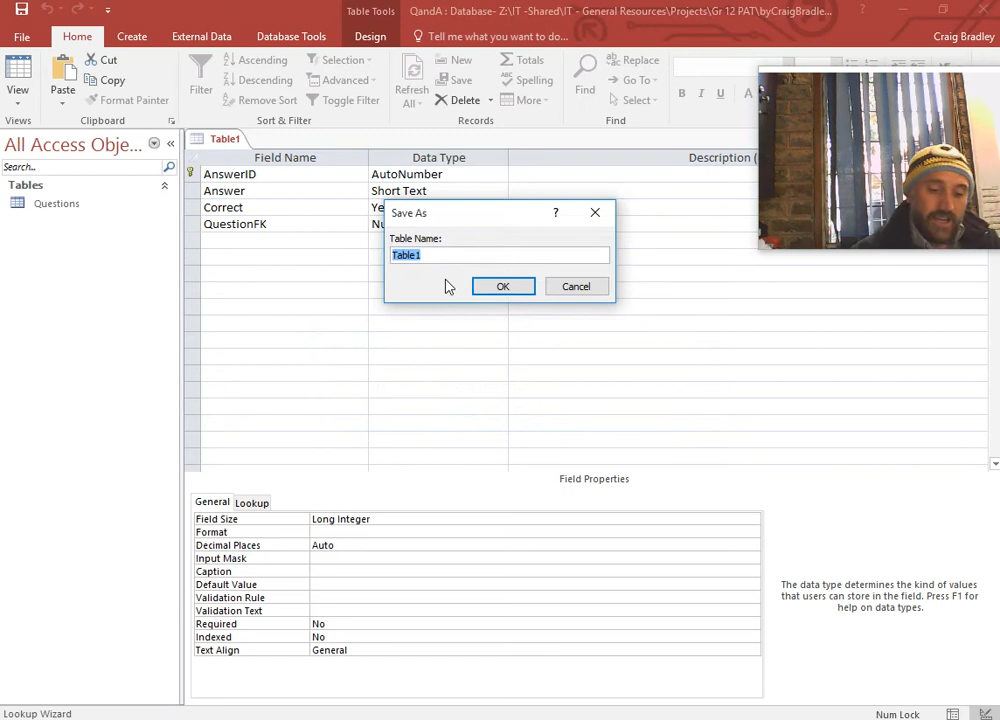 Table Tools
QandA : Database- Z:\IT -Shared\IT - General Resources\Projects\Gr 12 PAT\byCraigBradle...
File
Home
Create
External Data
Database Tools
Design
Tell me what you want to do...
Craig Bradley
View
Paste
Cut
Copy
Format Painter
Filter
Ascending
Descending
Remove Sort
Selection
Advanced
Toggle Filter
Refresh
All
New
Save
Delete
Totals
Spelling
More
Find
Replace
Go To
Select
B I U A
Views
Clipboard
Sort & Filter
Records
Find
All Access Obje...
Search...
Tables
Questions
Table1
Field Name Data Type Description (
AnswerID AutoNumber
Answer Short Text
Correct Ye
QuestionFK Nu
Save As
?
Table Name:
Table1
OK Cancel
Field Properties
General Lookup
Field Size Long Integer
Format
Decimal Places Auto
Input Mask
Caption
Default Value
Validation Rule
Validation Text
Required No
Indexed No
Text Align General
The data type determines the kind of values
that users can store in the field. Press F1 for
help on data types.
Lookup Wizard
Num Lock